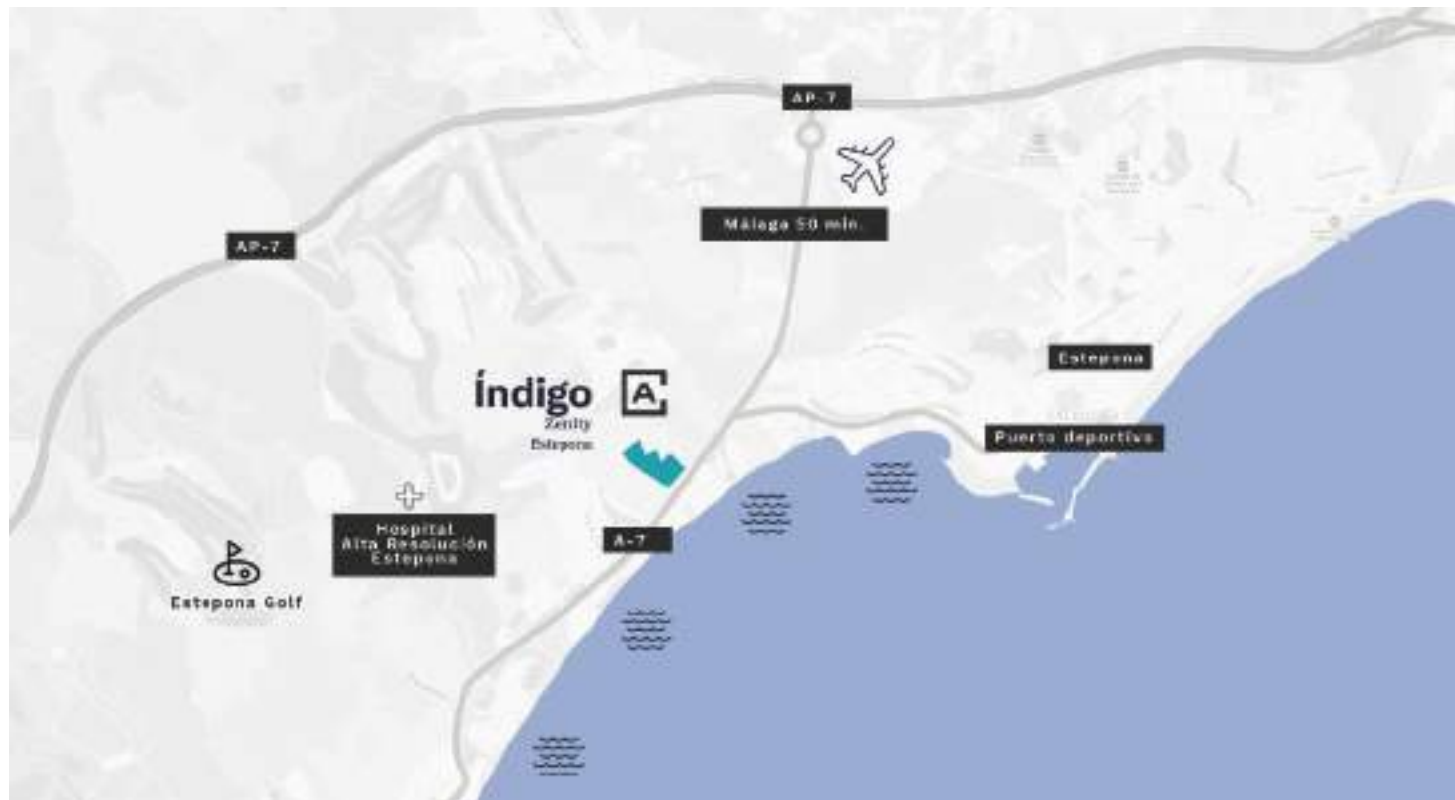 AP-7
Málaga 50 min.
AP-7
Estepona
Índigo
A
Zenity
Estepona
Puerto deportivo
Hospital
Alta Resolución
Estepona
A-7
Estepona Golf